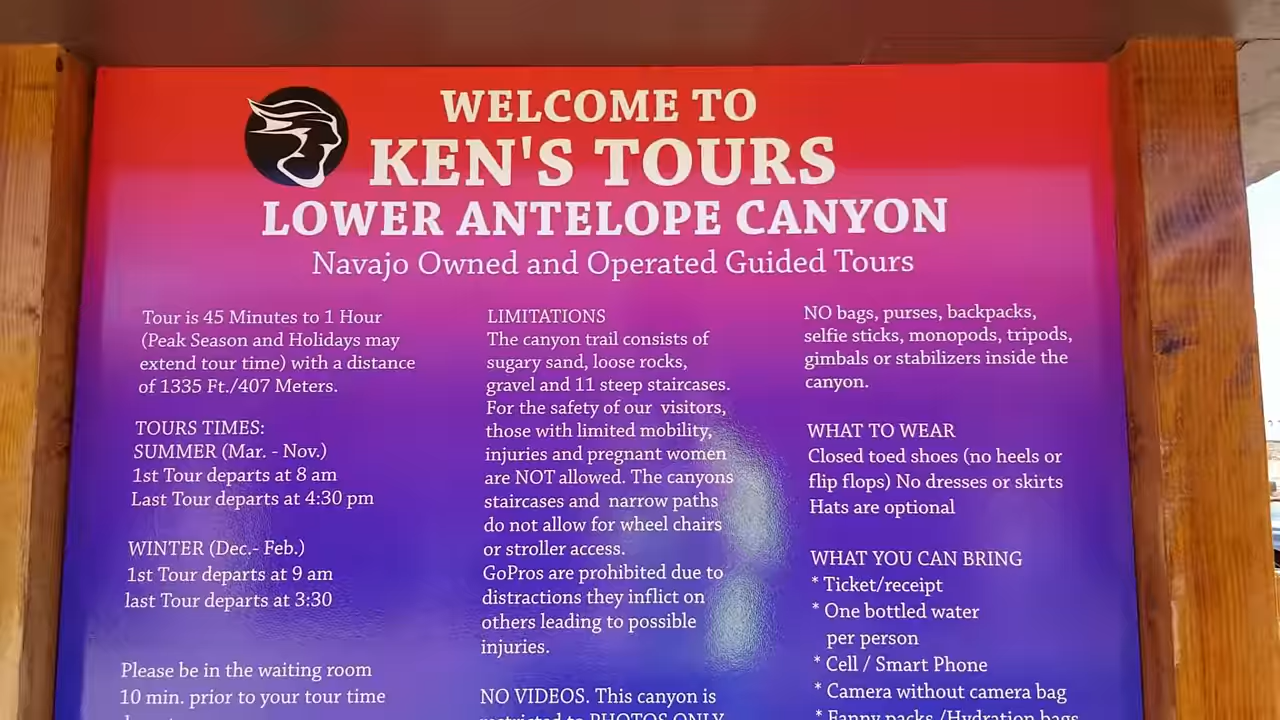 WELCOME TO
KEN'S TOURS
LOWER ANTELOPE CANYON
Navajo Owned and Operated Guided Tours
Tour is 45 Minutes to 1 Hour
(Peak Season and Holidays may
extend tour time) with a distance
of 1335 Ft./407 Meters.
TOURS TIMES:
SUMMER (Mar. - Nov.)
1st Tour departs at 8 am
Last Tour departs at 4:30 pm
WINTER (Dec.- Feb.)
1st Tour departs at 9 am
last Tour departs at 3:30
Please be in the waiting room
10 min. prior to your tour time
LIMITATIONS
The canyon trail consists of
sugary sand, loose rocks,
gravel and 11 steep staircases.
For the safety of our visitors,
those with limited mobility,
injuries and pregnant women
are NOT allowed. The canyons
staircases and narrow paths
do not allow for wheel chairs
or stroller access.
GoPros are prohibited due to
distractions they inflict on
others leading to possible
injuries.
NO VIDEOS. This canyon is
restricted to PHOTOS ONLY
NO bags, purses, backpacks,
selfie sticks, monopods, tripods,
gimbals or stabilizers inside the
canyon.
WHAT TO WEAR
Closed toed shoes (no heels or
flip flops) No dresses or skirts
Hats are optional
WHAT YOU CAN BRING
* Ticket/receipt
* One bottled water
per person
* Cell / Smart Phone
* Camera without camera bag
* Fanny packs /Hydration bags